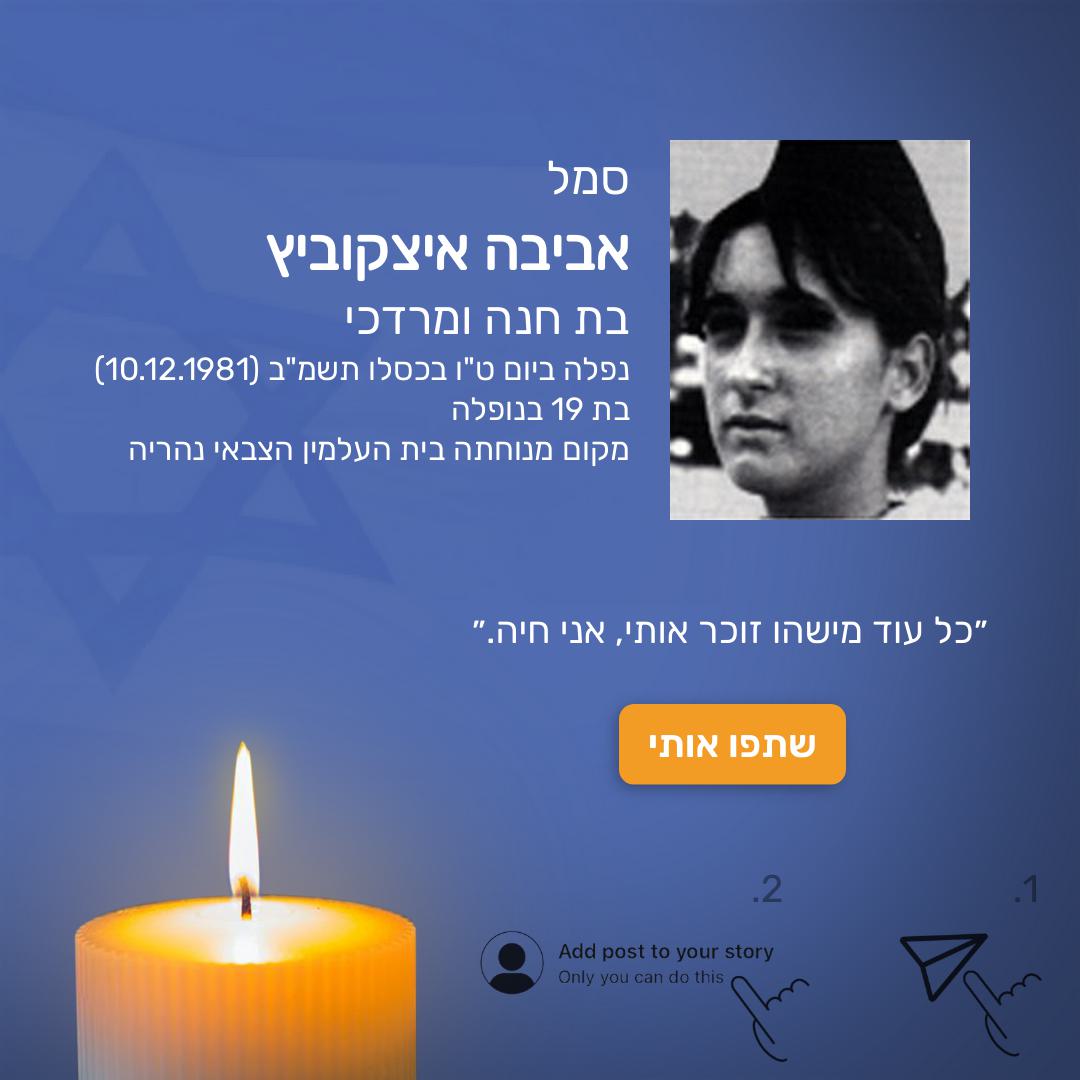 סמל
אביבה איצקוביץ
בת חנה ומרדכי
נפלה ביום ט"ו בכסלו תשמ"ב (10.12.1981)
בת 19 בנופלה
מקום מנוחתה בית העלמין הצבאי נהריה
״כל עוד מישהו זוכר אותי, אני חיה.״
שתפו אותי
.1
.2
Add post to your story
Only you can do this